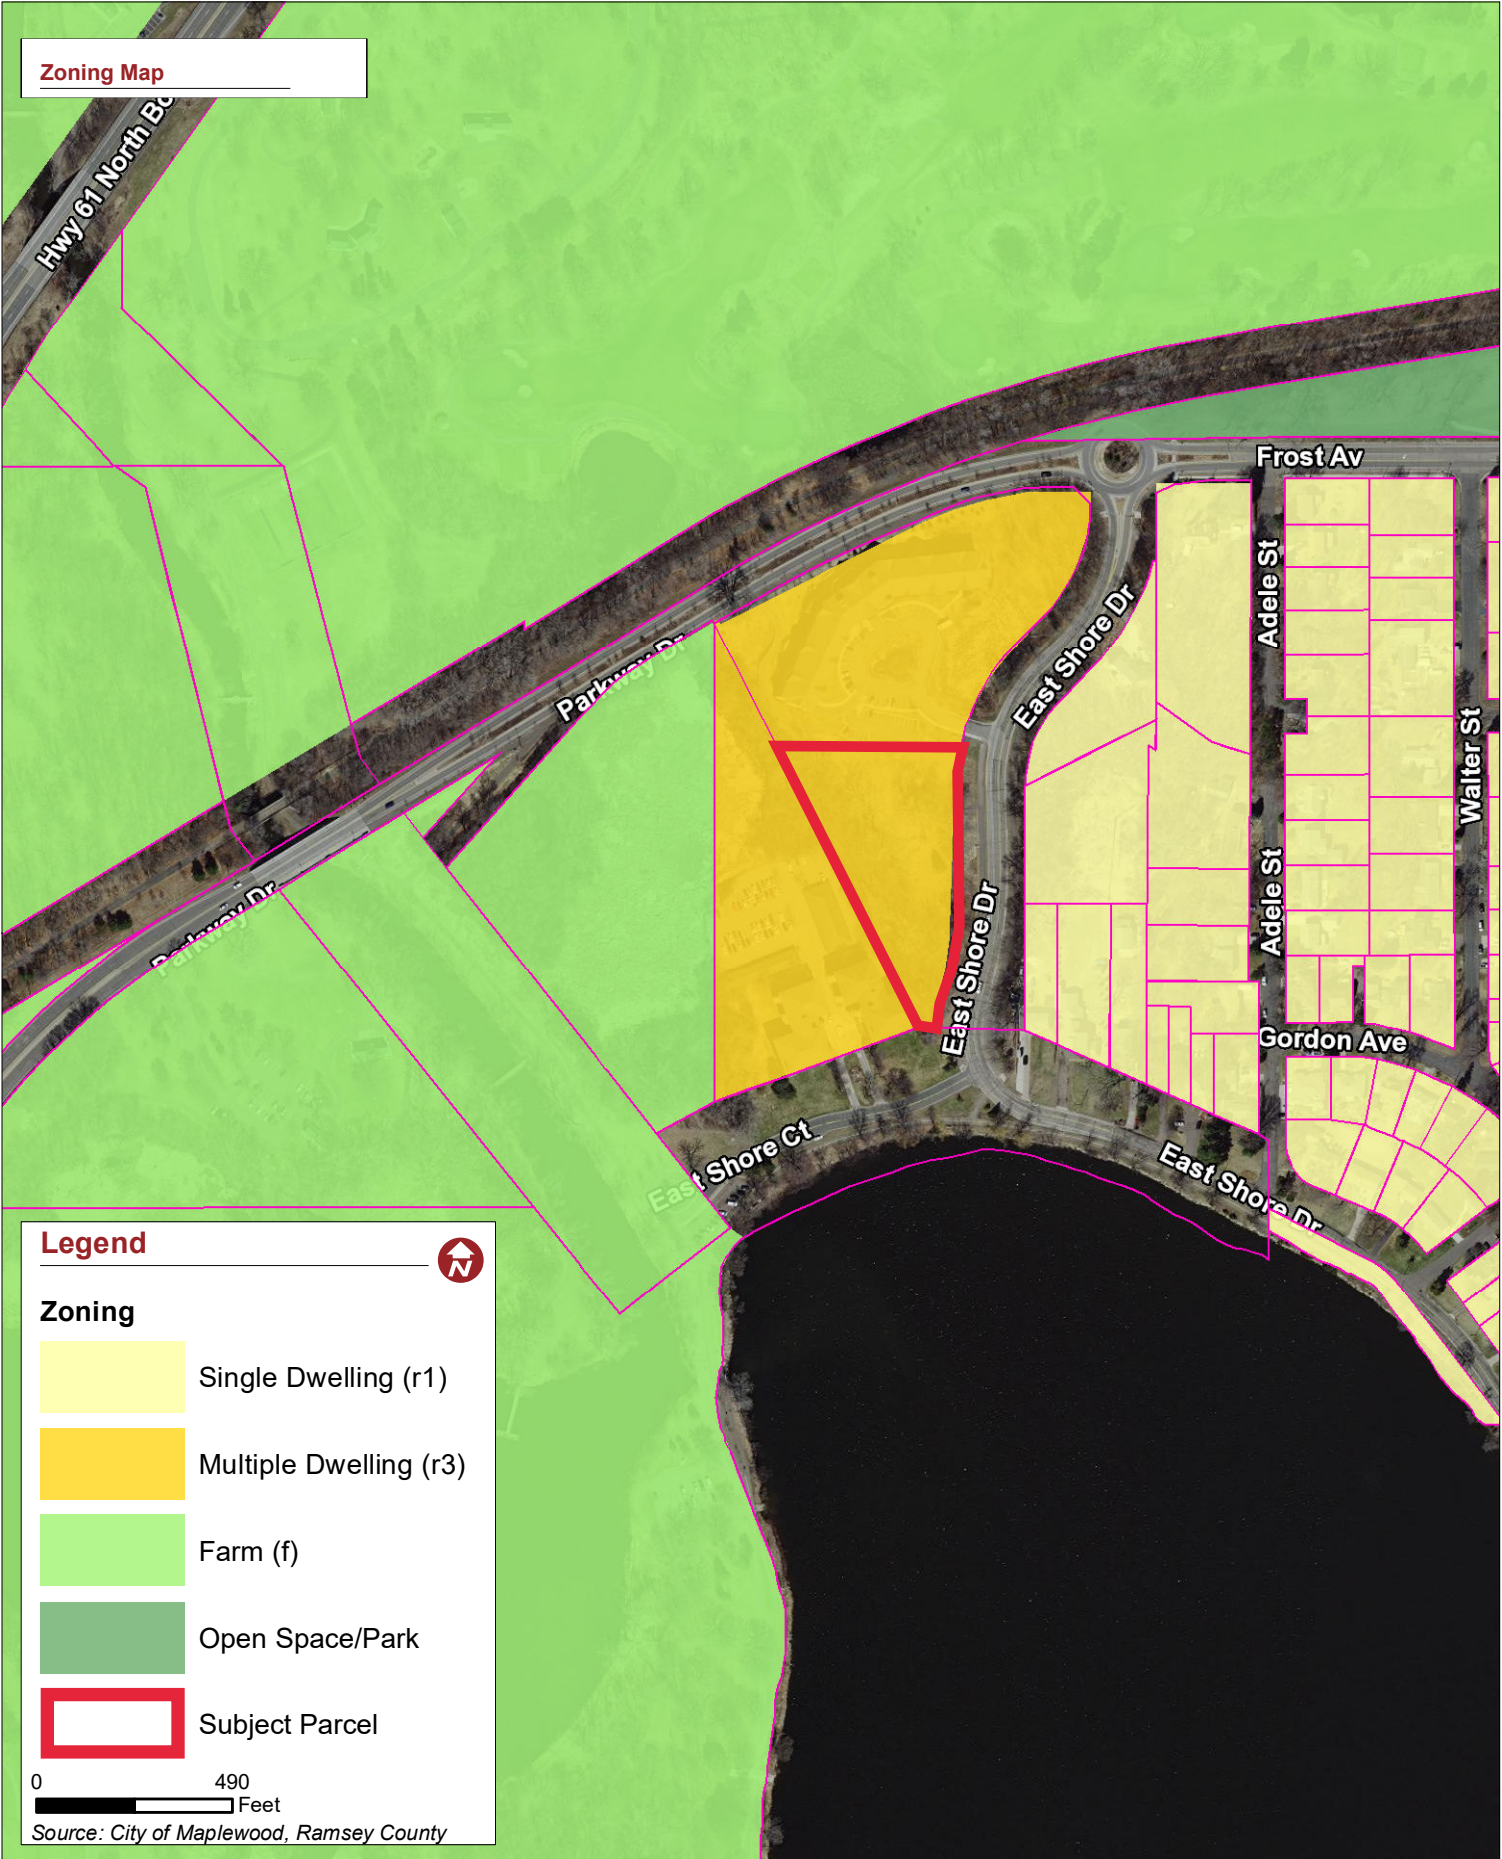 Zoning Map
Hwy 61 North Bo
Frost Av
Adele St
East Shore Dr
Parkway Dr
Walter St
Adele St
Parkway Dr
East Shore Dr
Gordon Ave
East Shore Ct
East Shore Dr
Legend
N
Zoning
Single Dwelling (r1)
Multiple Dwelling (r3)
Farm (f)
Open Space/Park
Subject Parcel
0 490
Feet
Source: City of Maplewood, Ramsey County